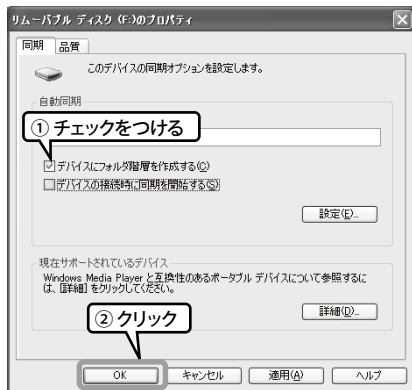 リムーバブル ディスク (F:)のプロパティ
同期 品質
このデバイスの同期オプションを設定します。
自動同期
① チェックをつける
デバイスにフォルダ階層を作成する(C)
デバイスの接続時に同期を開始する(S)
設定(E)...
現在サポートされているデバイス
Windows Media Player と互換性のあるポータブル デバイスについて参照するに
は、[詳細] をクリックしてください。
② クリック
詳細(D)...
OK キャンセル 適用(A) ヘルプ